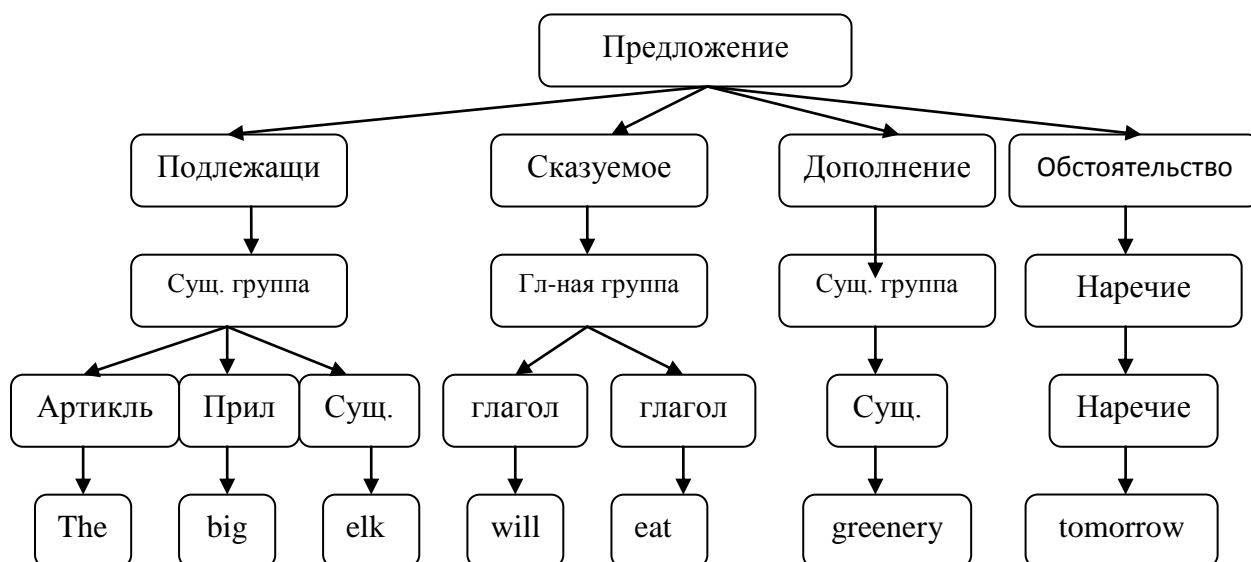 Предложение
Подлежащи
Сказуемое
Дополнение
Обстоятельство
Сущ. группа
Гл-ная группа
Сущ. группа
Наречие
Артикль
Прил
Сущ.
глагол
глагол
Сущ.
Наречие
The
big
elk
will
eat
greenery
tomorrow